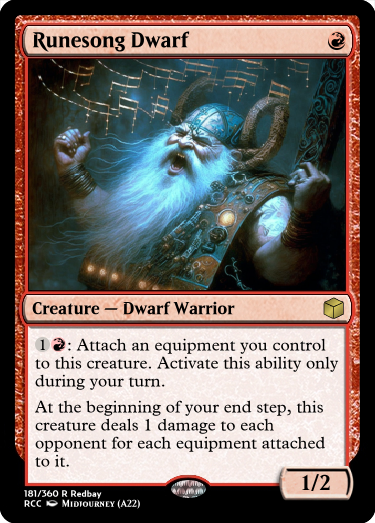 Runesong Dwarf
Creature — Dwarf Warrior
1 R: Attach an equipment you control
to this creature. Activate this ability only
during your turn.
At the beginning of your end step, this
creature deals 1 damage to each
opponent for each equipment attached
to it.
1/2
181/360 R Redbay
RCC Midjourney (A22)